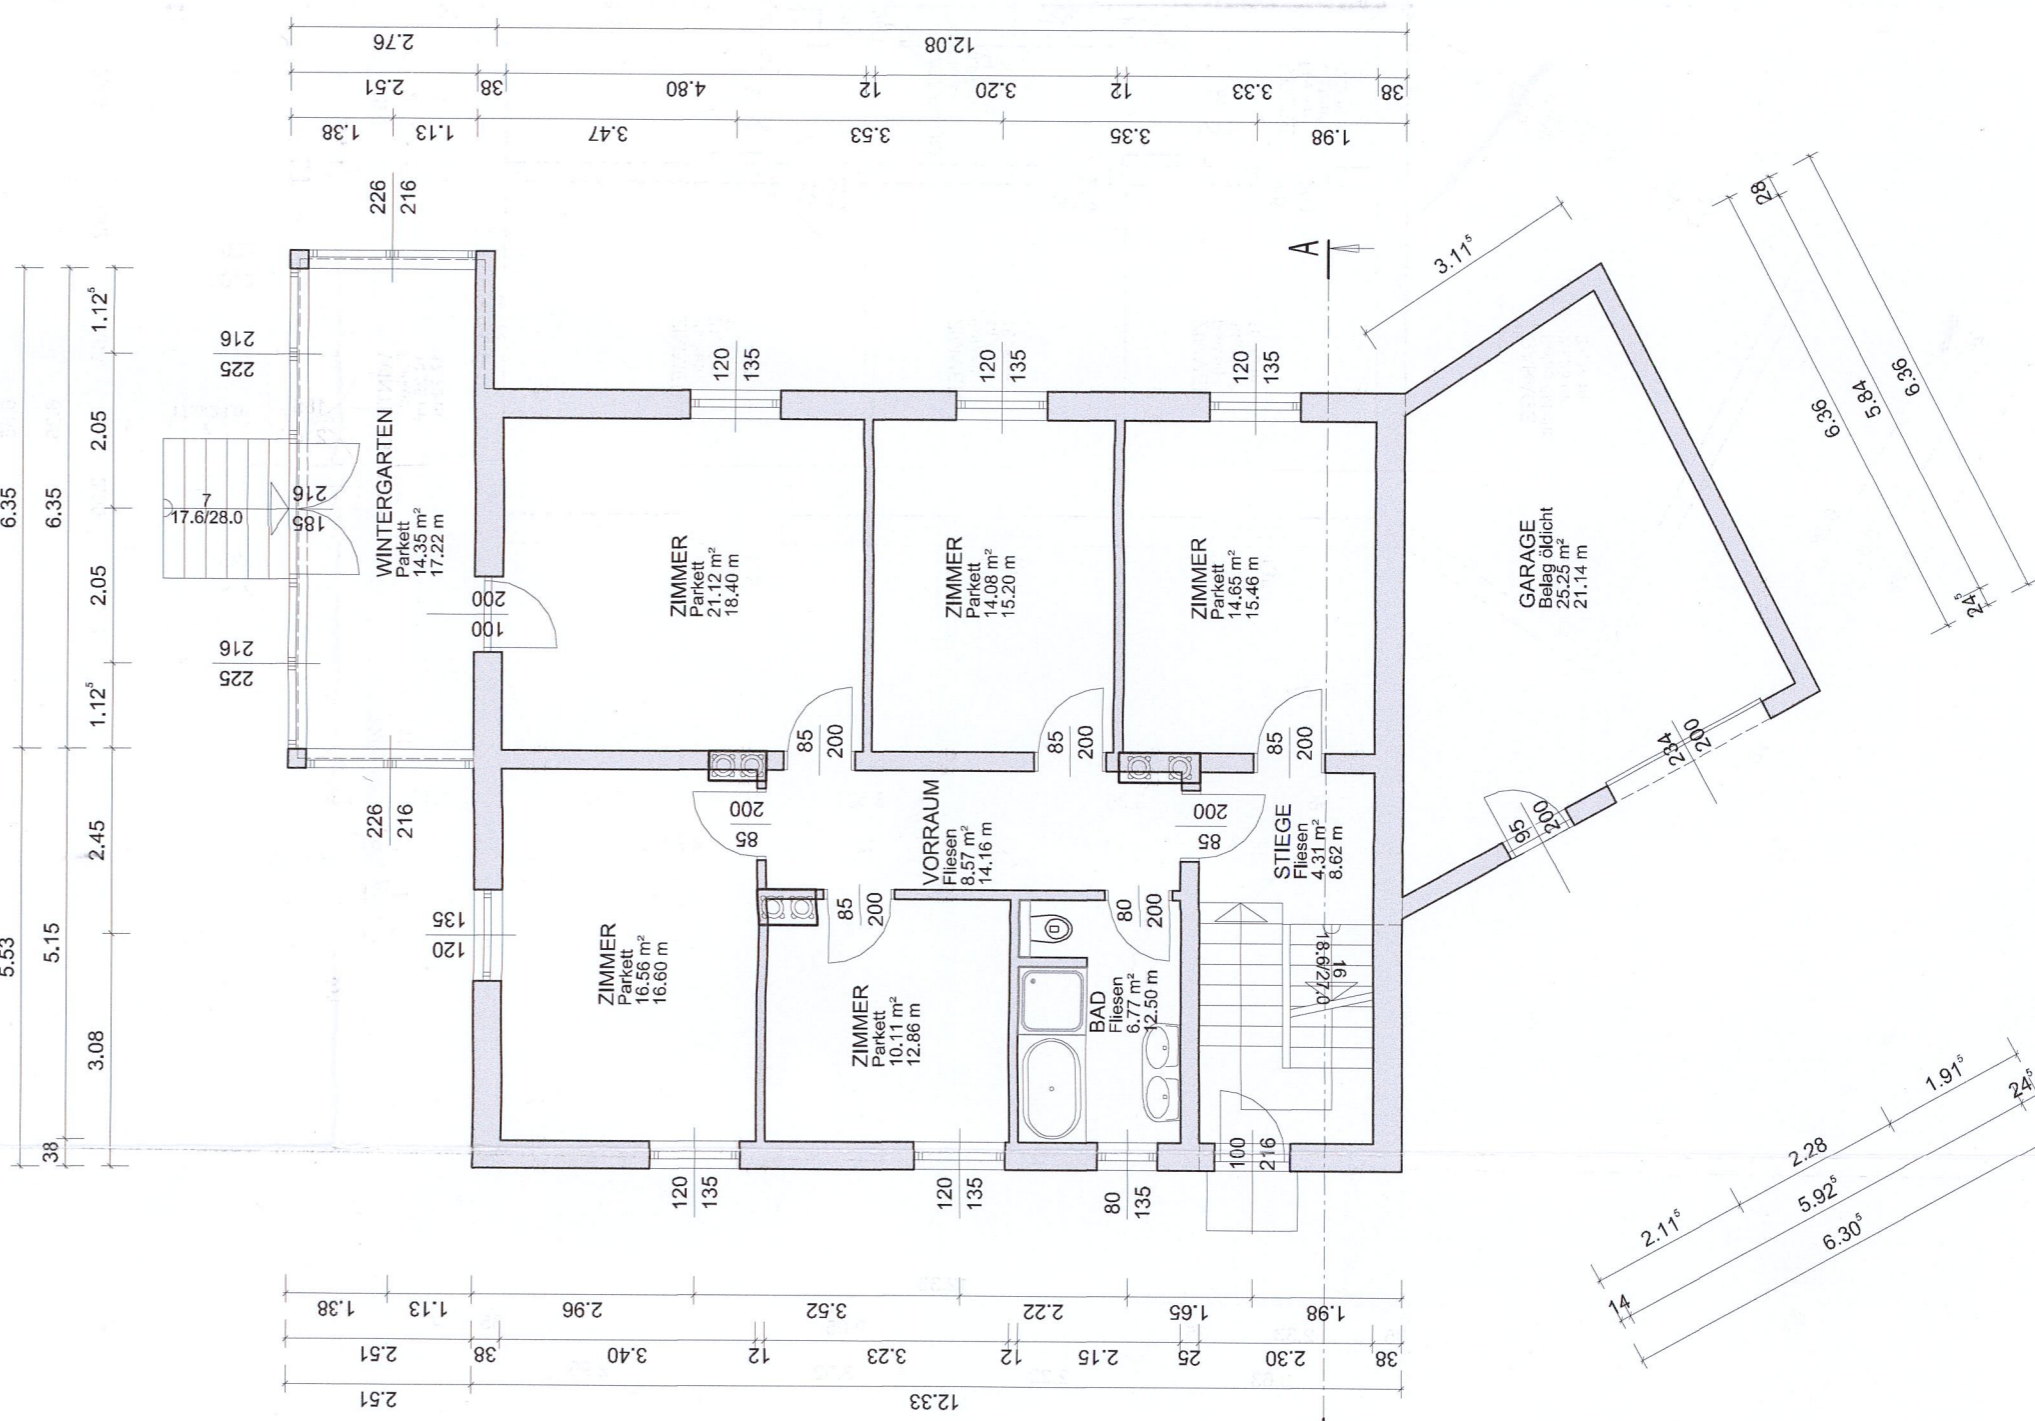 2.76
12.08
2.51
38
4.80
12
3.20
12
3.33
38
1.38
1.13
3.47
3.53
3.35
1.98
226
216
A
3.11⁵
28
6.36
5.84
6.36
24⁵
6.35
5.53
6.35
5.15
38
1.12⁵
2.05
2.05
1.12⁵
2.45
3.08
216
225
216
185
216
225
7
17.6/28.0
WINTERGARTEN
Parkett
14.35 m²
17.22 m
200
100
226
216
120
135
120
135
120
135
ZIMMER
Parkett
21.12 m²
18.40 m
ZIMMER
Parkett
14.08 m²
15.20 m
ZIMMER
Parkett
14.65 m²
15.46 m
GARAGE
Belag öldicht
25.25 m²
21.14 m
85
200
85
200
85
200
234
200
95
200
200
85
VORRAUM
Fliesen
8.57 m²
14.16 m
200
85
STIEGE
Fliesen
4.31 m²
8.62 m
135
120
ZIMMER
Parkett
16.56 m²
16.60 m
85
200
ZIMMER
Parkett
10.11 m²
12.86 m
80
200
BAD
Fliesen
6.77 m²
12.50 m
16
18.6/27.0
100
216
120
135
120
135
80
135
1.91⁵
24⁵
2.28
5.92⁵
2.11⁵
6.30⁵
14
1.38
1.13
2.96
3.52
2.22
1.65
1.98
2.51
38
3.40
12
3.23
12
2.15
25
2.30
38
2.51
12.33